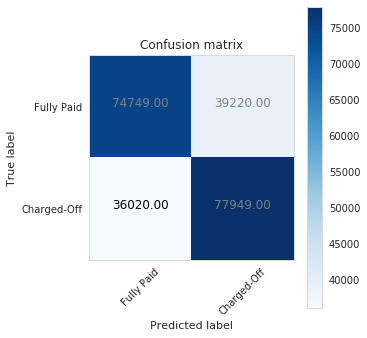 Confusion matrix
True label
Fully Paid
74749.00
39220.00
Charged-Off
36020.00
77949.00
Fully Paid
Charged-Off
Predicted label
75000
70000
65000
60000
55000
50000
45000
40000